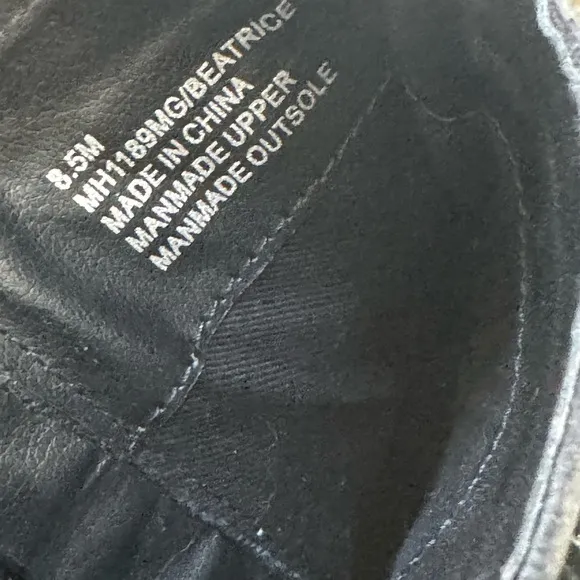 8.5M
MH1189MG/BEATRICE
MADE IN CHINA
MANMADE UPPER
MANMADE OUTSOLE